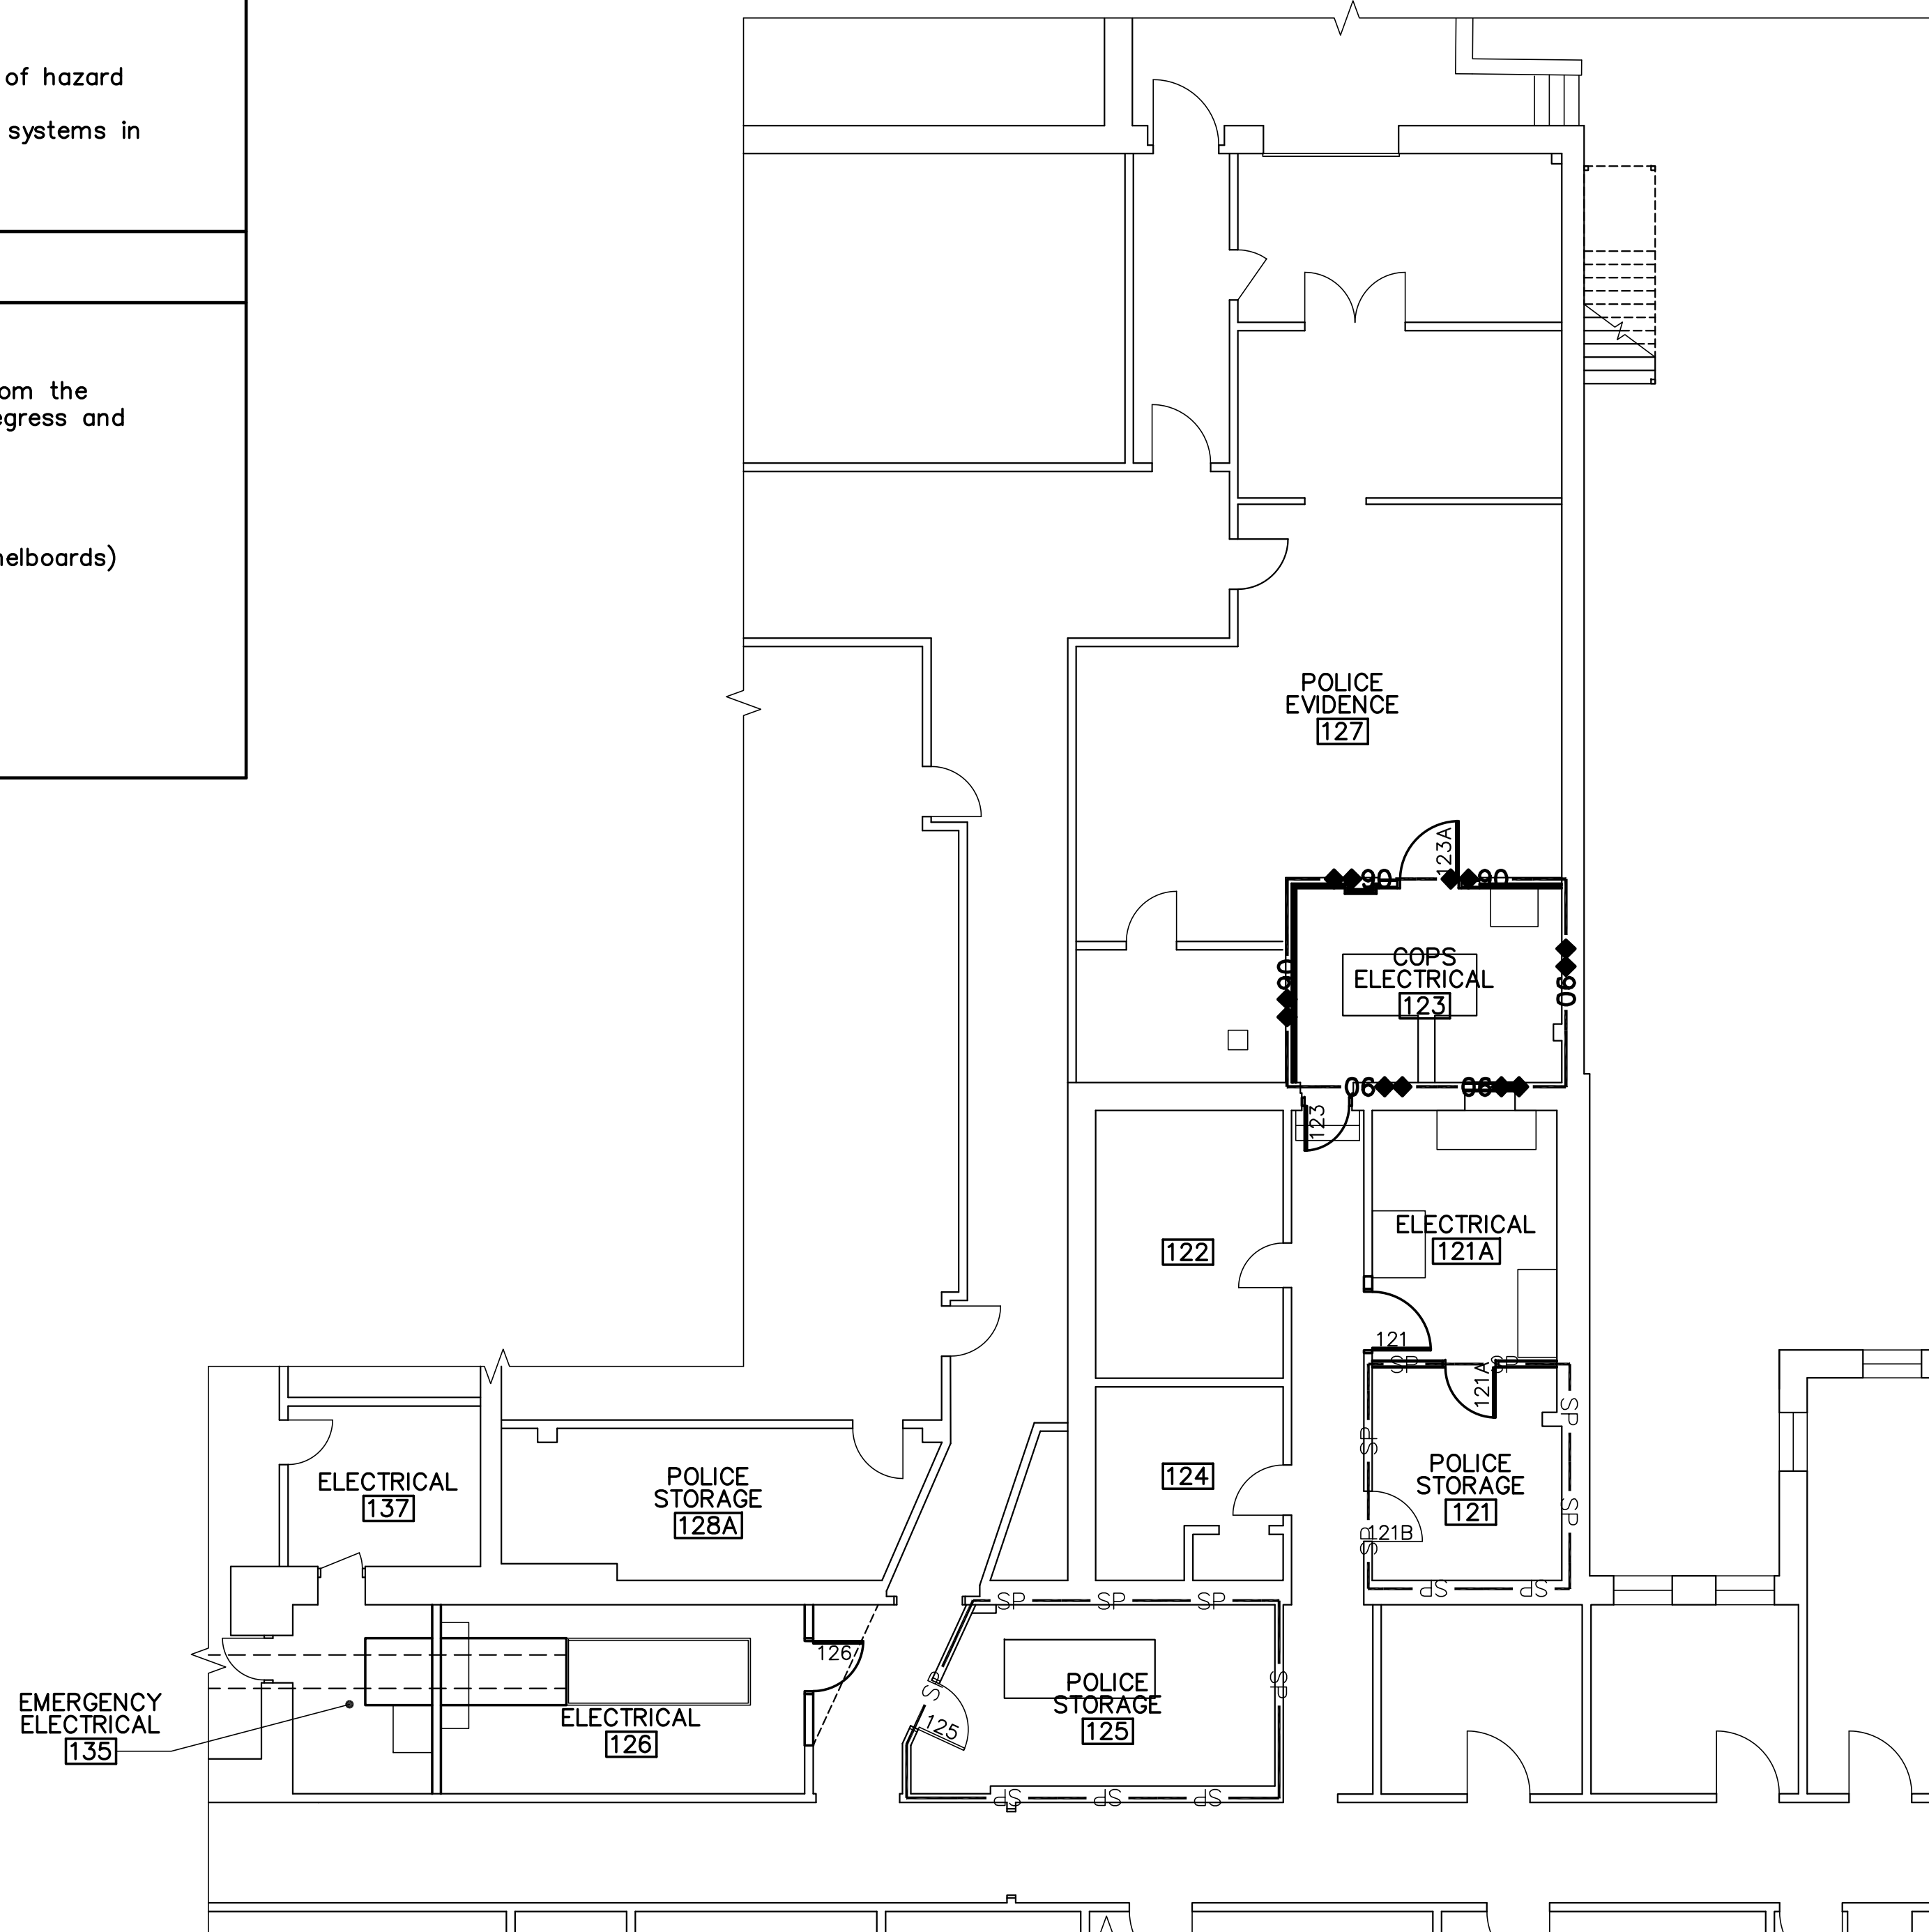 of hazard
systems in
om the
egress and
nelboards)
POLICE
EVIDENCE
127
123A
90
90
COPS
ELECTRICAL
123
90
90
90
90
123
ELECTRICAL
121A
122
121
SP
SP
121A
SP
SP
POLICE
STORAGE
121
124
SP
SP
121B
SP
SP
ELECTRICAL
137
POLICE
STORAGE
128A
SP
SP
SP
126
SP
SP
POLICE
STORAGE
125
125
ELECTRICAL
126
EMERGENCY
ELECTRICAL
135
SP
SP
SP